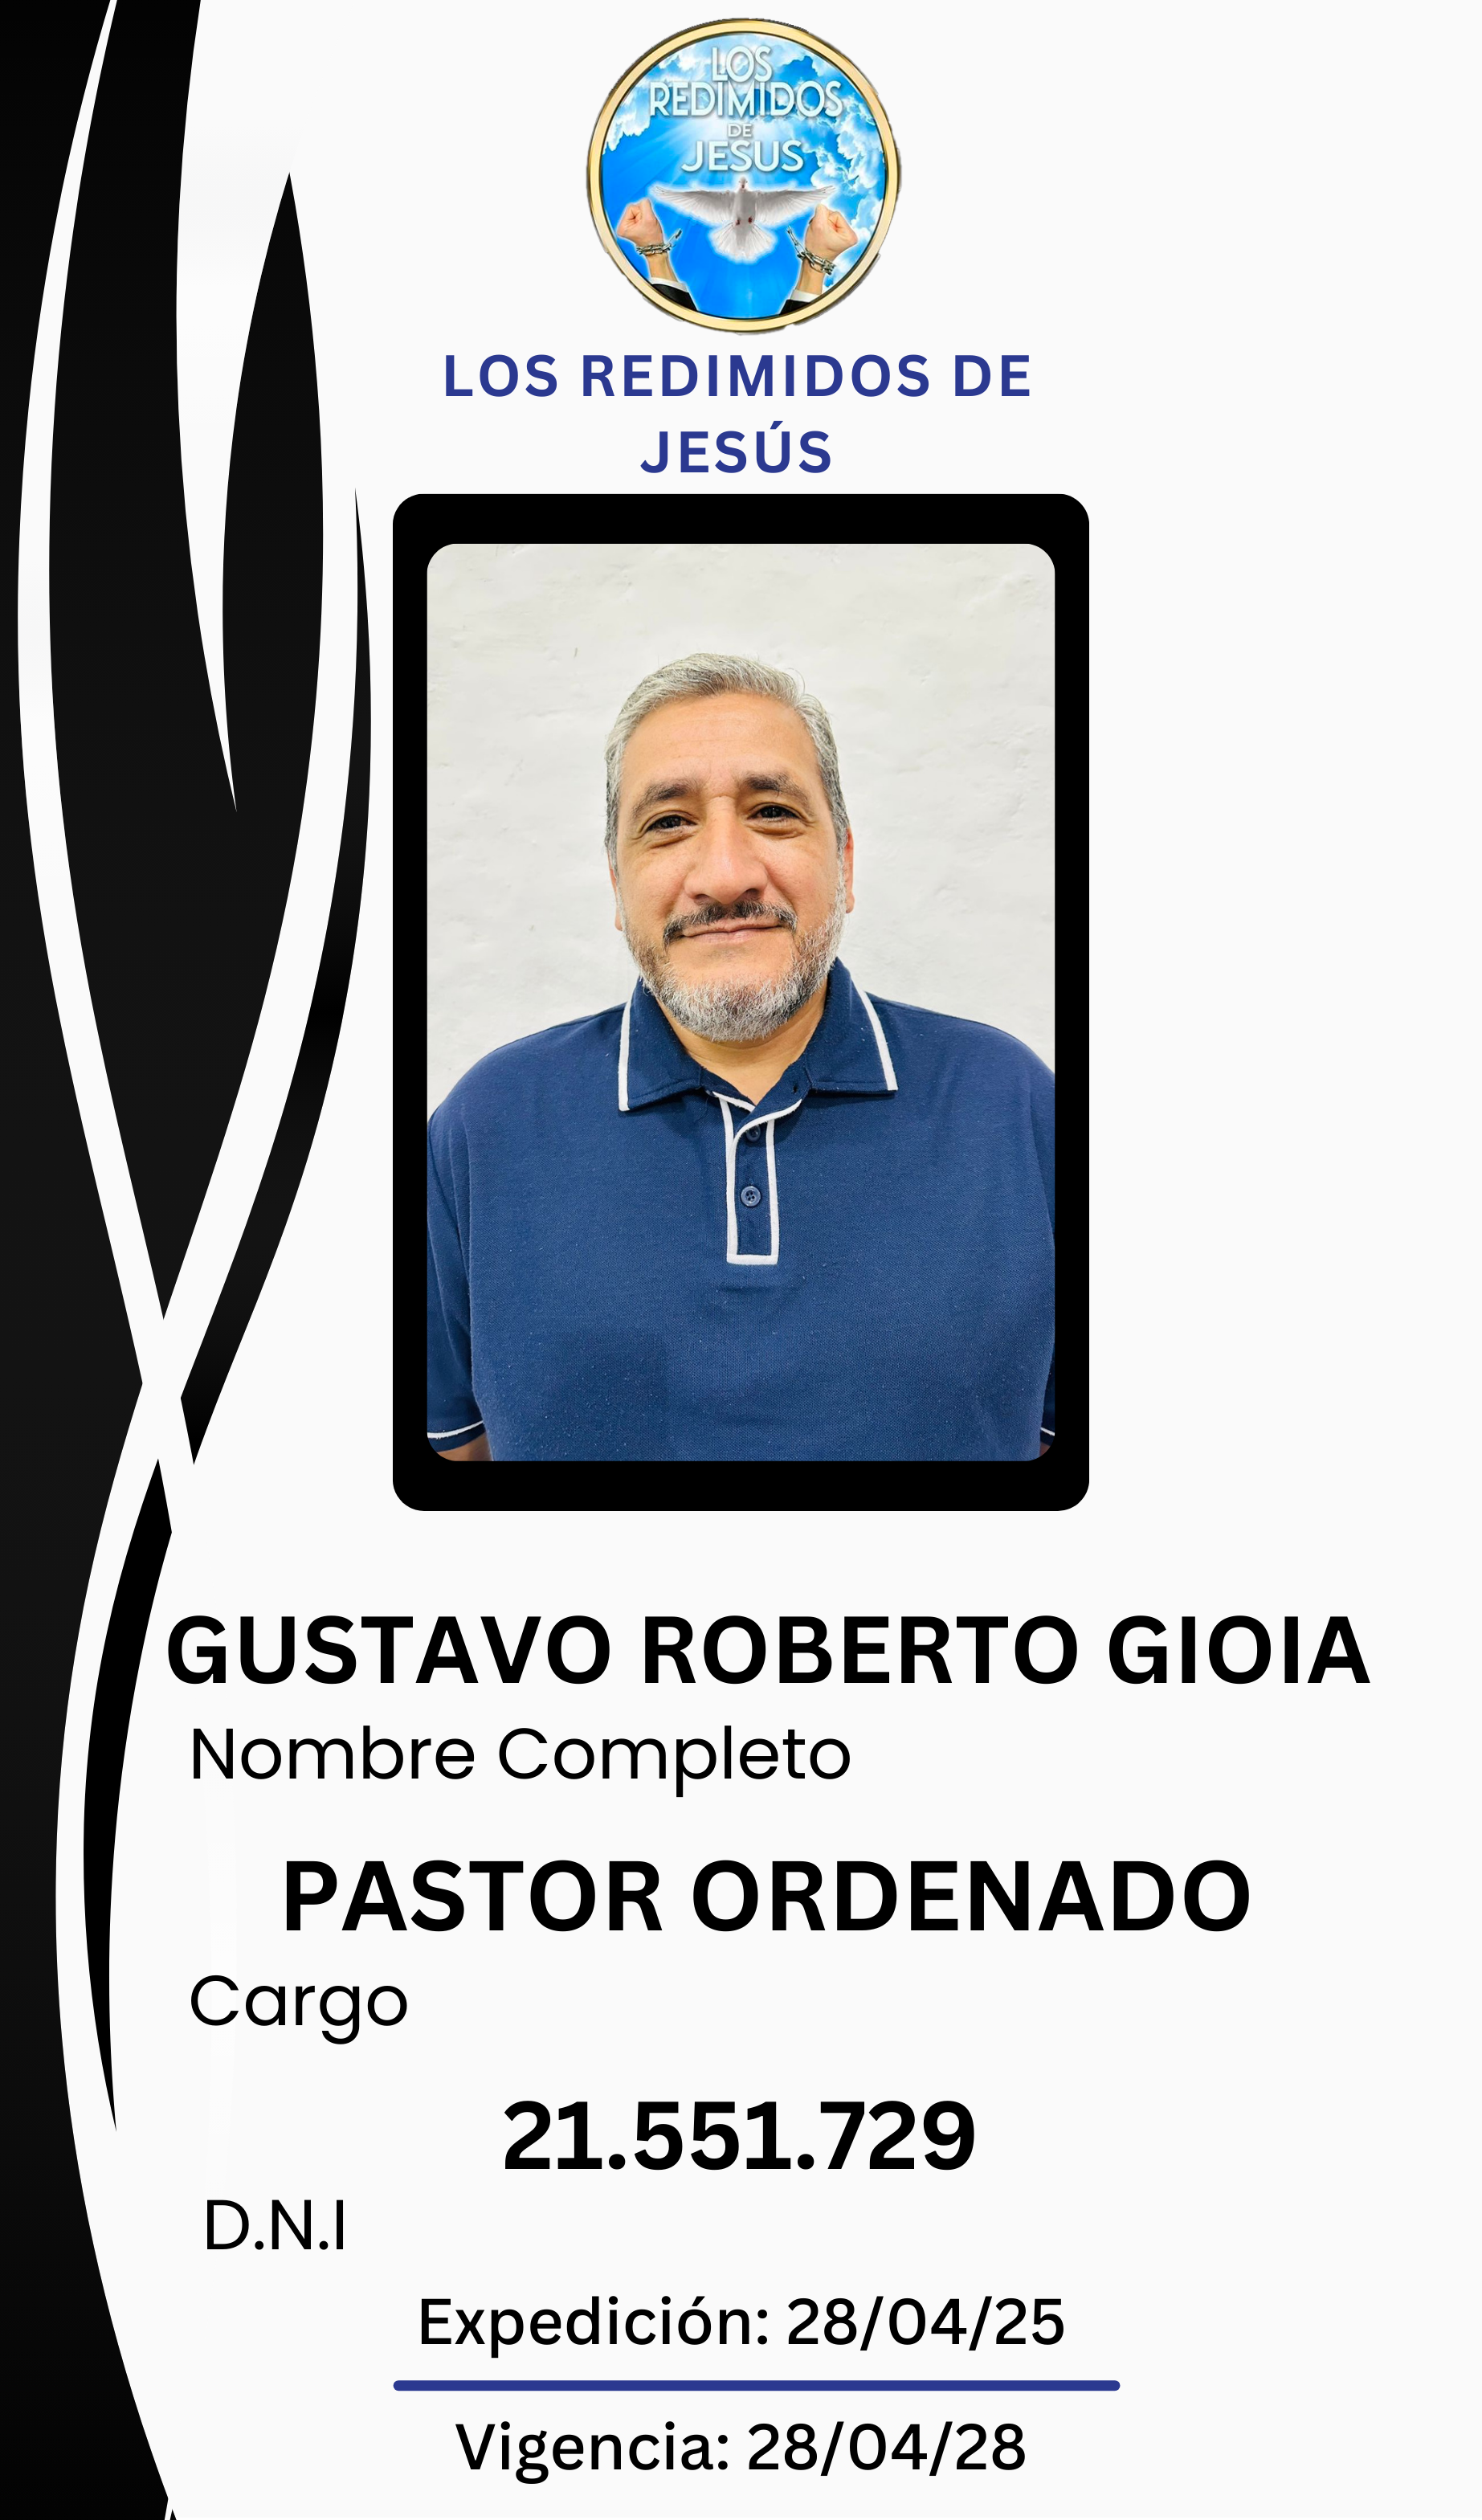 LOS
REDIMIDOS
DE
JESUS
LOS REDIMIDOS DE
JESÚS
GUSTAVO ROBERTO GIOIA
Nombre Completo
PASTOR ORDENADO
Cargo
21.551.729
D.N.I
Expedición: 28/04/25
Vigencia: 28/04/28